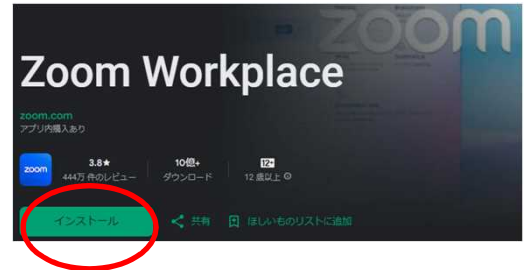 zoom
Zoom Workplace
zoom.com
アプリ内購入あり
zoom
3.8★
444万 件のレビュー
10億+
ダウンロード
12+
12 歳以上
インストール
共有
ほしいものリストに追加